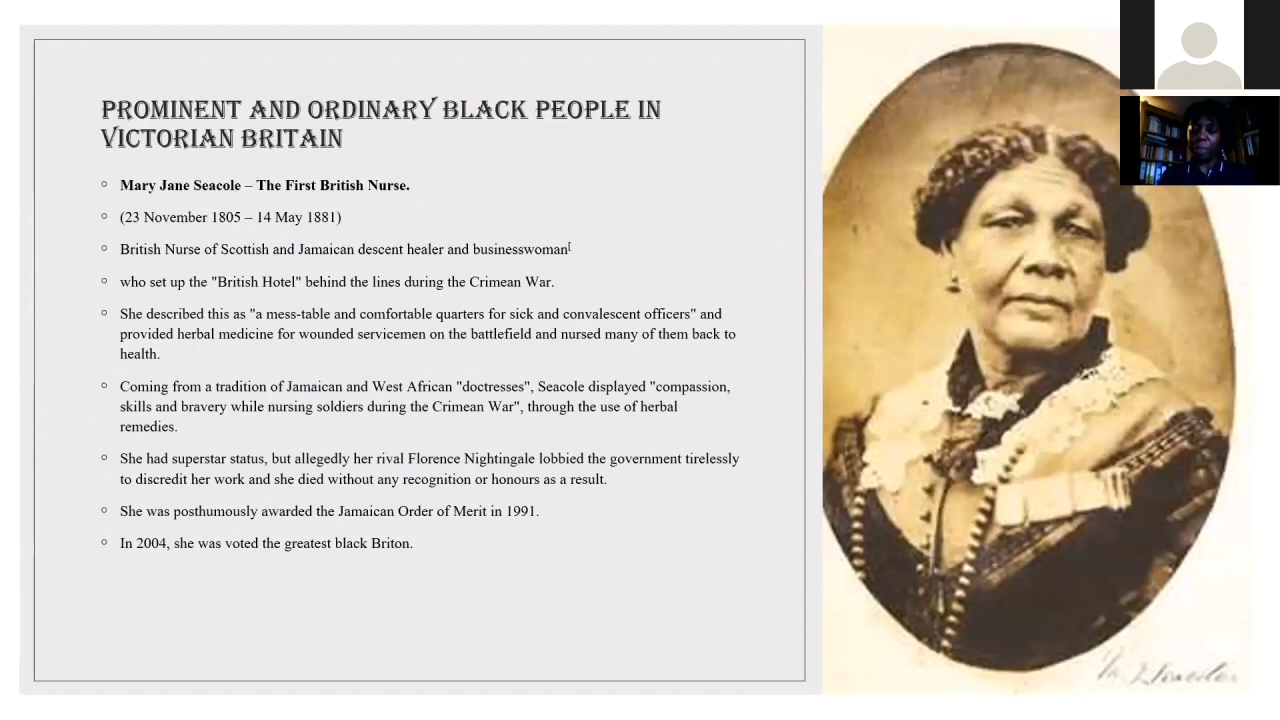 PROMINENT AND ORDINARY BLACK PEOPLE IN
VICTORIAN BRITAIN
Mary Jane Seacole – The First British Nurse.
(23 November 1805 – 14 May 1881)
British Nurse of Scottish and Jamaican descent healer and businesswoman[
who set up the "British Hotel" behind the lines during the Crimean War.
She described this as "a mess-table and comfortable quarters for sick and convalescent officers" and
provided herbal medicine for wounded servicemen on the battlefield and nursed many of them back to
health.
Coming from a tradition of Jamaican and West African "doctresses", Seacole displayed "compassion,
skills and bravery while nursing soldiers during the Crimean War", through the use of herbal
remedies.
She had superstar status, but allegedly her rival Florence Nightingale lobbied the government tirelessly
to discredit her work and she died without any recognition or honours as a result.
She was posthumously awarded the Jamaican Order of Merit in 1991.
In 2004, she was voted the greatest black Briton.